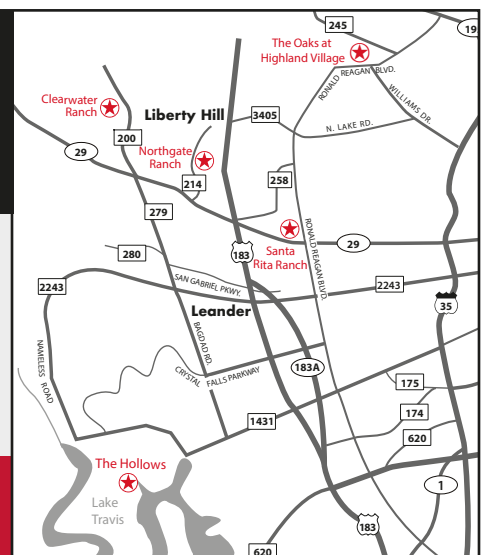 245
19
The Oaks at
Highland Village
RONALD REAGAN BLVD.
WILLIAMS DR.
Clearwater
Ranch
Liberty Hill
3405
N. LAKE RD.
200
29
Northgate
Ranch
214
258
279
RONALD REAGAN BLVD.
280
183
Santa
Rita Ranch
29
2243
SAN GABRIEL PKWY.
2243
35
Leander
BAGDAD RD.
NAMELESS ROAD
CRYSTAL FALLS PARKWAY
183A
175
174
1431
620
The Hollows
1
Lake
Travis
183
620